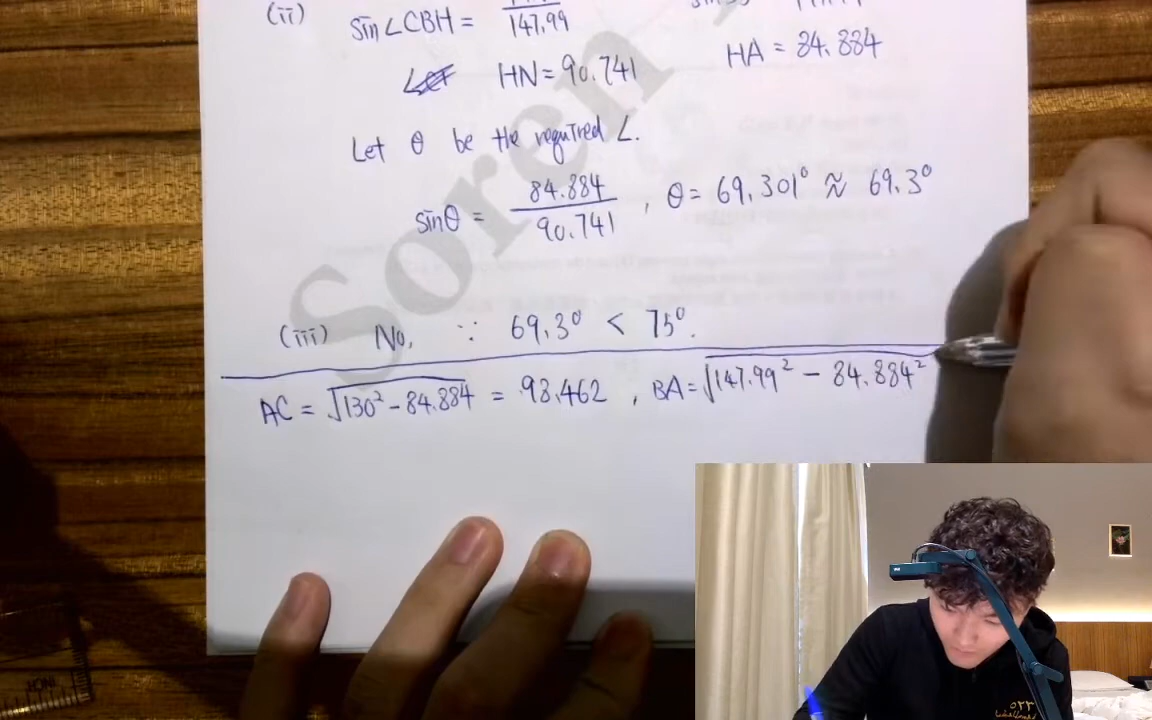 (ii) sin∠CBH = /147.99
HA = 84.884
HN = 90.741
Let θ be the required ∠.
sinθ = 84.884/90.741 , θ = 69.301° ≈ 69.3°
Soren
(iii) No, ∵ 69.3° < 75°.
AC = √130² - 84.884 = 98.462 , BA = √147.99² - 84.884²